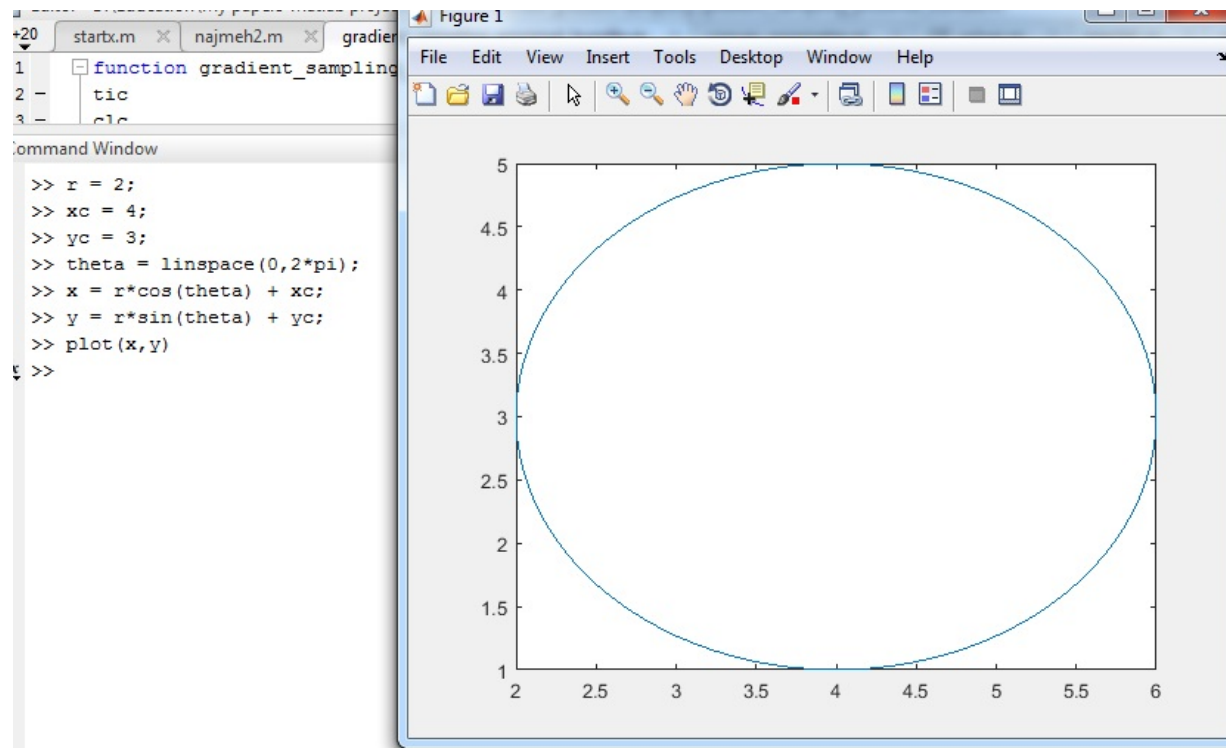 Figure 1
+20 startx.m najmeh2.m gradien
1 function gradient_sampling
2 tic
3 clc
Command Window
>> r = 2;
>> xc = 4;
>> yc = 3;
>> theta = linspace(0,2*pi);
>> x = r*cos(theta) + xc;
>> y = r*sin(theta) + yc;
>> plot(x,y)
>>
File Edit View Insert Tools Desktop Window Help
5
4.5
4
3.5
3
2.5
2
1.5
1
2 2.5 3 3.5 4 4.5 5 5.5 6